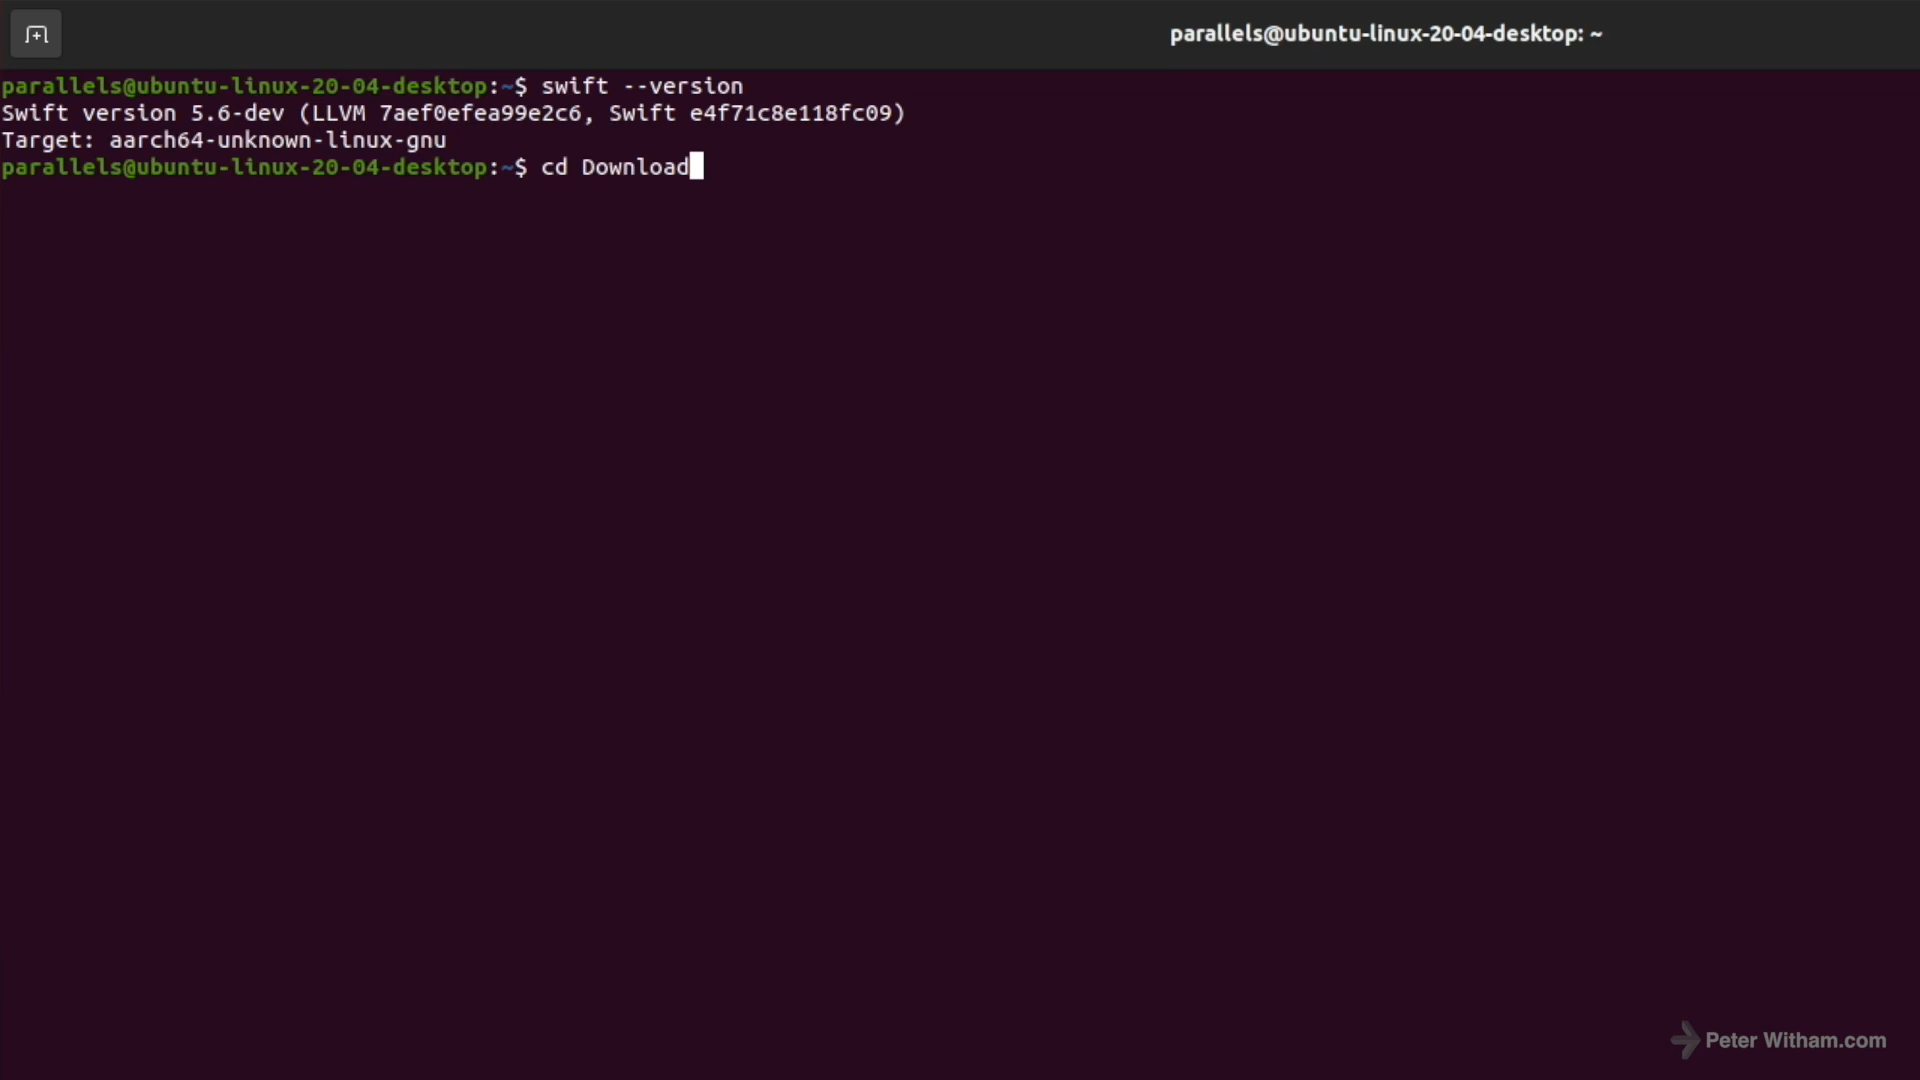 parallels@ubuntu-linux-20-04-desktop: ~
parallels@ubuntu-linux-20-04-desktop:~$ swift --version
Swift version 5.6-dev (LLVM 7aef0efea99e2c6, Swift e4f71c8e118fc09)
Target: aarch64-unknown-linux-gnu
parallels@ubuntu-linux-20-04-desktop:~$ cd Download
Peter Witham.com